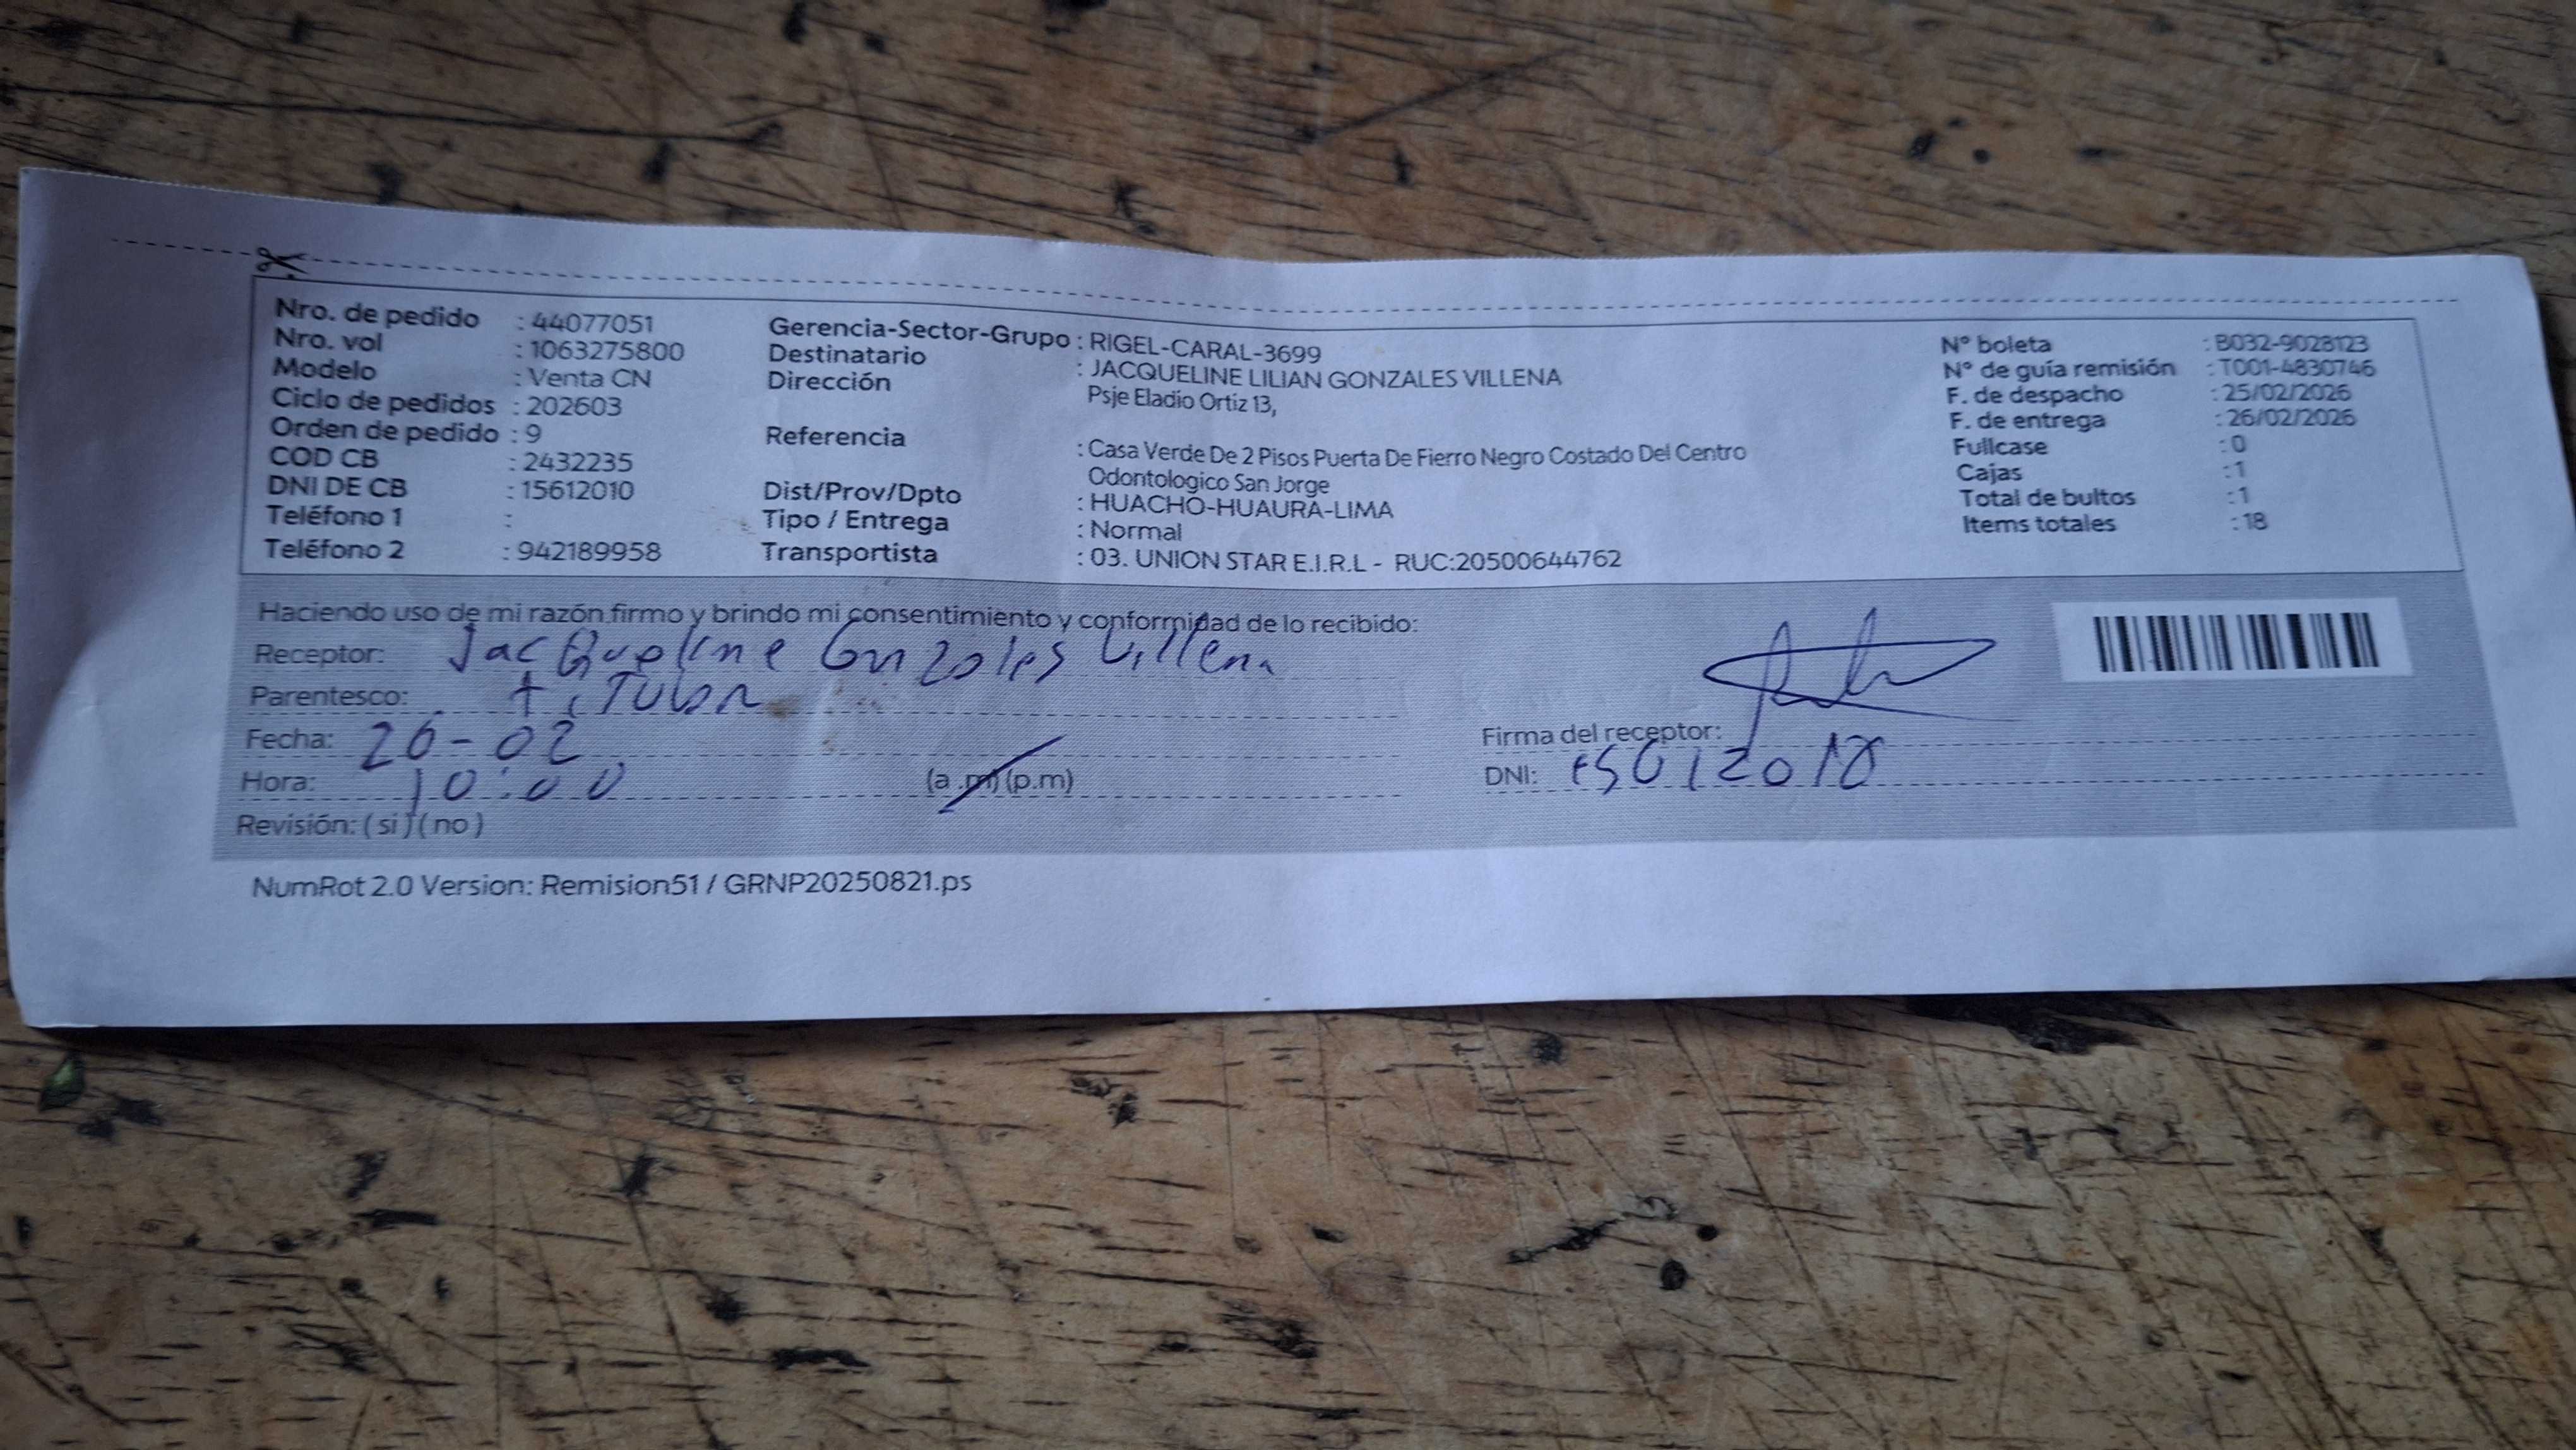 Nro. de pedido : 44077051
Nro. vol : 1063275800
Modelo : Venta CN
Ciclo de pedidos : 202603
Orden de pedido : 9
COD CB : 2432235
DNI DE CB : 15612010
Teléfono 1 :
Teléfono 2 : 942189958
Gerencia-Sector-Grupo : RIGEL-CARAL-3699
Destinatario : JACQUELINE LILIAN GONZALES VILLENA
Dirección Psje Eladio Ortiz 13,
Referencia : Casa Verde De 2 Pisos Puerta De Fierro Negro Costado Del Centro
Odontologico San Jorge
Dist/Prov/Dpto : HUACHO-HUAURA-LIMA
Tipo / Entrega : Normal
Transportista : 03. UNION STAR E.I.R.L - RUC:20500644762
N° boleta : B032-9028123
N° de guía remisión : T001-4830746
F. de despacho : 25/02/2026
F. de entrega : 26/02/2026
Fullcase : 0
Cajas : 1
Total de bultos : 1
Items totales : 18
Haciendo uso de mi razón firmo y brindo mi consentimiento y conformidad de lo recibido:
Receptor: Jacqueline Gonzales Villena
Parentesco: titular
Fecha: 26-02
Hora: 10:00 (a.m) (p.m)
Revisión: ( si ) ( no )
Firma del receptor:
DNI:
NumRot 2.0 Version: Remision51 / GRNP20250821.ps